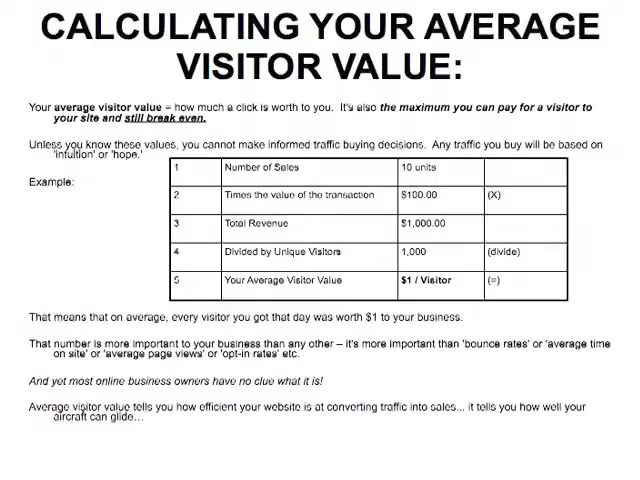 CALCULATING YOUR AVERAGE
VISITOR VALUE:
Your average visitor value = how much a click is worth to you. It's also the maximum you can pay for a visitor to
your site and still break even.
Unless you know these values, you cannot make informed traffic buying decisions. Any traffic you buy will be based on
'intuition' or 'hope.'
Example:
1 Number of Sales 10 units
2 Times the value of the transaction $100.00 (X)
3 Total Revenue $1,000.00
4 Divided by Unique Visitors 1,000 (divide)
5 Your Average Visitor Value $1 / Visitor (=)
That means that on average, every visitor you got that day was worth $1 to your business.
That number is more important to your business than any other – it's more important than 'bounce rates' or 'average time
on site' or 'average page views' or 'opt-in rates' etc.
And yet most online business owners have no clue what it is!
Average visitor value tells you how efficient your website is at converting traffic into sales... it tells you how well your
aircraft can glide…